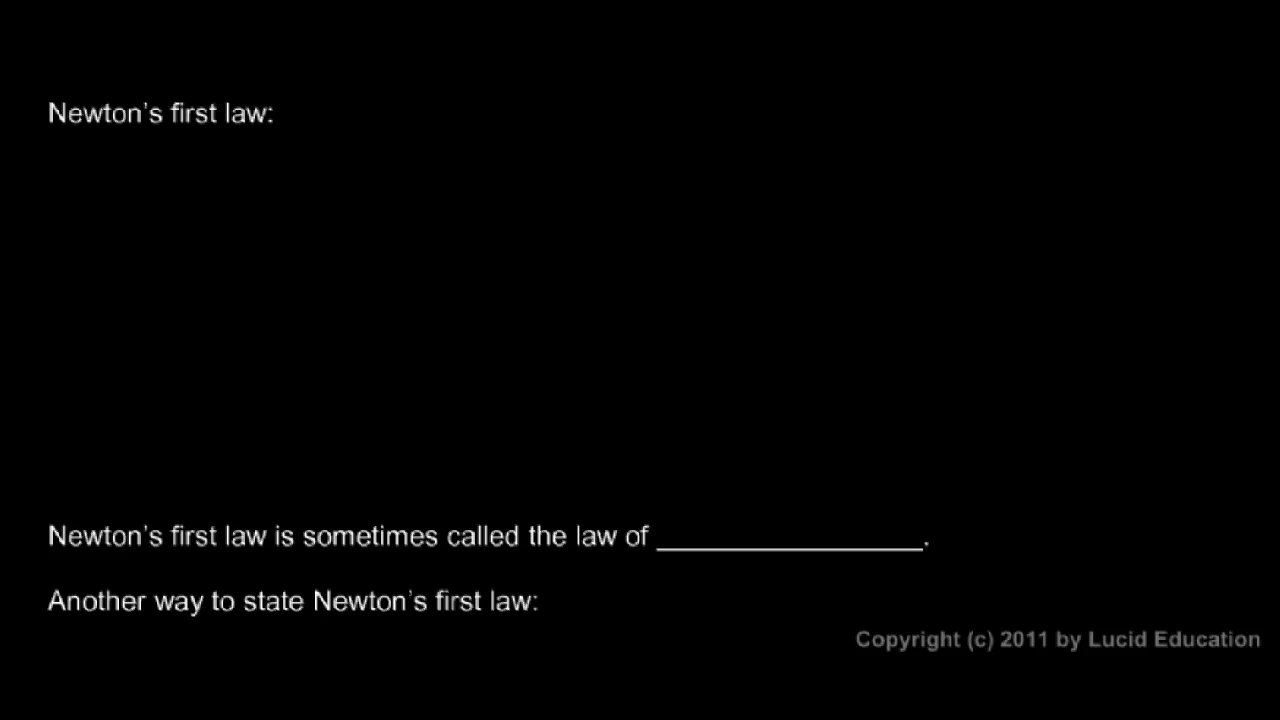 Newton’s first law:
Newton’s first law is sometimes called the law of __________________.
Another way to state Newton’s first law:
Copyright (c) 2011 by Lucid Education